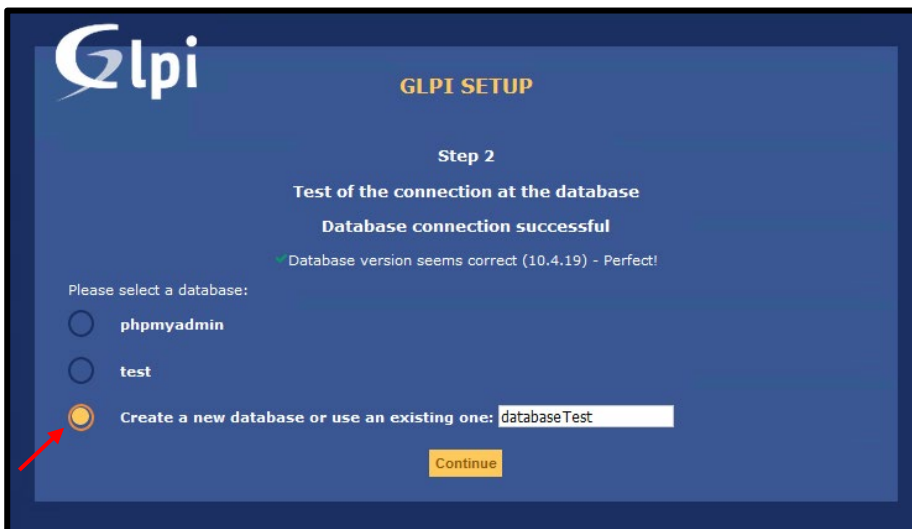 Glpi
GLPI SETUP
Step 2
Test of the connection at the database
Database connection successful
Database version seems correct (10.4.19) - Perfect!
Please select a database:
phpmyadmin
test
Create a new database or use an existing one: databaseTest
Continue